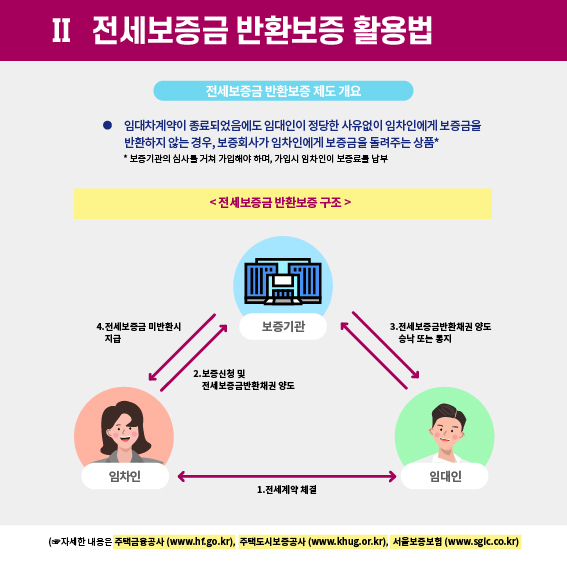 II 전세보증금 반환보증 활용법
전세보증금 반환보증 제도 개요
● 임대차계약이 종료되었음에도 임대인이 정당한 사유없이 임차인에게 보증금을
반환하지 않는 경우, 보증회사가 임차인에게 보증금을 돌려주는 상품*
* 보증기관의 심사를 거쳐 가입해야 하며, 가입시 임차인이 보증료를 납부
< 전세보증금 반환보증 구조 >
보증기관
4.전세보증금 미반환시
지급
3.전세보증금반환채권 양도
승낙 또는 통지
2.보증신청 및
전세보증금반환채권 양도
임차인
임대인
1.전세계약 체결
(☞자세한 내용은 주택금융공사 (www.hf.go.kr), 주택도시보증공사 (www.khug.or.kr), 서울보증보험 (www.sgic.co.kr)